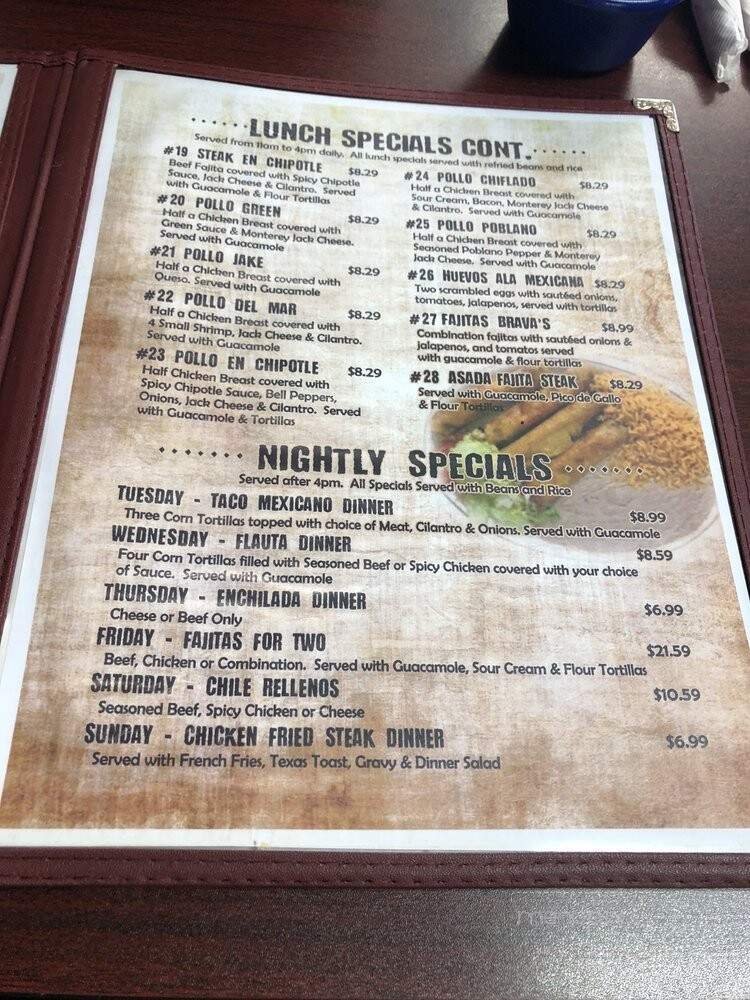 LUNCH SPECIALS CONT.
Served from 11am to 4pm daily. All lunch specials served with refried beans and rice
#19 STEAK EN CHIPOTLE $8.29
Beef Fajita covered with Spicy Chipotle
Sauce, Jack Cheese & Cilantro. Served
with Guacamole & Flour Tortillas
#20 POLLO GREEN $8.29
Half a Chicken Breast covered with
Green Sauce & Monterey Jack Cheese.
Served with Guacamole
#21 POLLO JAKE $8.29
Half a Chicken Breast covered with
Queso. Served with Guacamole
#22 POLLO DEL MAR $8.29
Half a Chicken Breast covered with
4 Small Shrimp, Jack Cheese & Cilantro.
Served with Guacamole
#23 POLLO EN CHIPOTLE $8.29
Half Chicken Breast covered with
Spicy Chipotle Sauce, Bell Peppers,
Onions, Jack Cheese & Cilantro. Served
with Guacamole & Tortillas
#24 POLLO CHIFLADO $8.29
Half a Chicken Breast covered with
Sour Cream, Bacon, Monterey Jack Cheese
& Cilantro. Served with Guacamole
#25 POLLO POBLANO $8.29
Half a Chicken Breast covered with
Seasoned Poblano Pepper & Monterey
Jack Cheese. Served with Guacamole
#26 HUEVOS ALA MEXICANA $8.29
Two scrambled eggs with sautéed onions,
tomatoes, jalapenos, served with tortillas
#27 FAJITAS BRAVA'S $8.99
Combination fajitas with sautéed onions &
jalapenos, and tomatos served
with guacamole & flour tortillas
#28 ASADA FAJITA STEAK $8.29
Served with Guacamole, Pico de Gallo
& Flour Tortillas
NIGHTLY SPECIALS
Served after 4pm. All Specials Served with Beans and Rice
TUESDAY - TACO MEXICANO DINNER $8.99
Three Corn Tortillas topped with choice of Meat, Cilantro & Onions. Served with Guacamole
WEDNESDAY - FLAUTA DINNER $8.59
Four Corn Tortillas filled with Seasoned Beef or Spicy Chicken covered with your choice
of Sauce. Served with Guacamole
THURSDAY - ENCHILADA DINNER $6.99
Cheese or Beef Only
FRIDAY - FAJITAS FOR TWO $21.59
Beef, Chicken or Combination. Served with Guacamole, Sour Cream & Flour Tortillas
SATURDAY - CHILE RELLENOS $10.59
Seasoned Beef, Spicy Chicken or Cheese
SUNDAY - CHICKEN FRIED STEAK DINNER $6.99
Served with French Fries, Texas Toast, Gravy & Dinner Salad